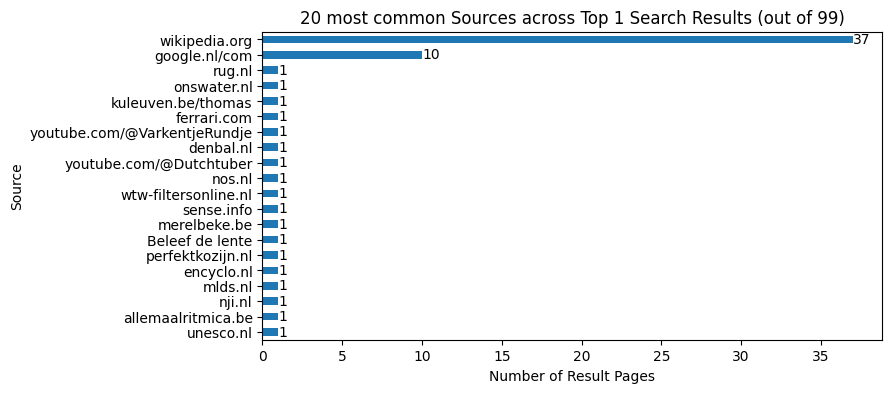 20 most common Sources across Top 1 Search Results (out of 99)
wikipedia.org 37
google.nl/com 10
rug.nl 1
onswater.nl 1
kuleuven.be/thomas 1
ferrari.com 1
youtube.com/@VarkentjeRundje 1
denbal.nl 1
youtube.com/@Dutchtuber 1
nos.nl 1
wtw-filtersonline.nl 1
sense.info 1
merelbeke.be 1
Beleef de lente 1
perfektkozijn.nl 1
encyclo.nl 1
mlds.nl 1
nji.nl 1
allemaalritmica.be 1
unesco.nl 1
Source
0 5 10 15 20 25 30 35
Number of Result Pages